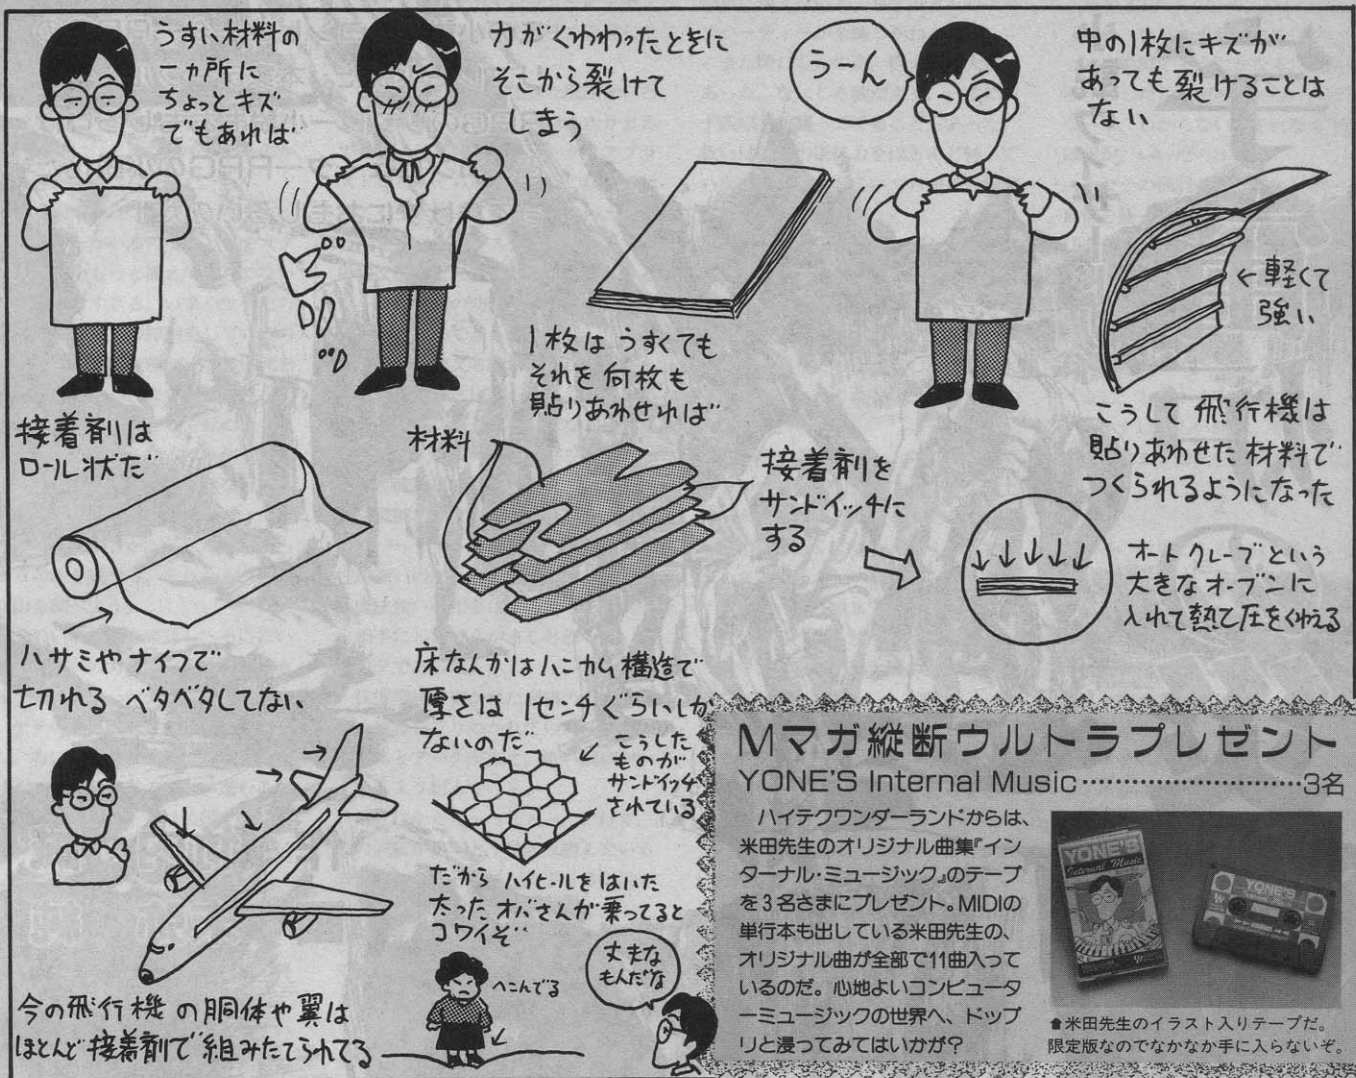 うすい材料の
一ヵ所に
ちょっとキズ
でもあれば
力がくわわったときに
そこから裂けて
しまう
ビリリ
1枚はうすくても
それを何枚も
貼りあわせれば
うーん
中の1枚にキズが
あっても裂けることは
ない
←軽くて
強い
こうして飛行機は
貼りあわせた材料で
つくられるようになった
接着剤は
ロール状だ
ハサミやナイフで
切れる ベタベタしてない
材料
接着剤を
サンドイッチに
する
オートクレーブという
大きなオーブンに
入れて熱と圧をくわえる
今の飛行機の胴体や翼は
ほとんど接着剤で組みたてられてる
床なんかはハニカム構造で
厚さは1センチぐらいしか
ないのだ
こうした
ものが
サンドイッチ
されている
だからハイヒールをはいた
太ったオバさんが乗ってると
コワイぞ
へこんでる
丈夫な
もんだな
Mマガ縦断ウルトラプレゼント
YONE'S Internal Music…………………………3名
ハイテクワンダーランドからは、
米田先生のオリジナル曲集『イン
ターナル・ミュージック』のテープ
を3名さまにプレゼント。MIDIの
単行本も出している米田先生の、
オリジナル曲が全部で11曲入って
いるのだ。心地よいコンピュータ
ーミュージックの世界へ、ドップ
リと浸ってみてはいかが？
YONE'S
Internal Music
YONE'S
⬆米田先生のイラスト入りテープだ。
限定版なのでなかなか手に入らないぞ。